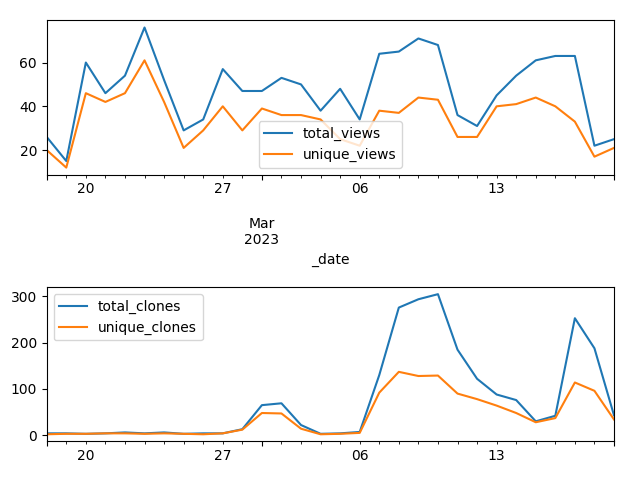 60
40
20
total_views
unique_views
20
27
06
13
Mar
2023
_date
300
200
100
0
total_clones
unique_clones
20
27
06
13